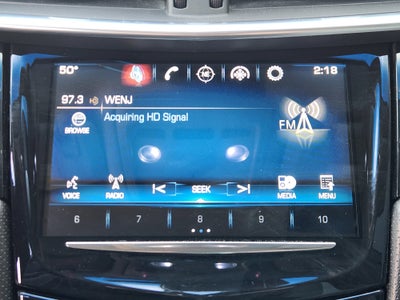 50° 2:18
97.3 WENJ
Acquiring HD Signal
BROWSE
FM
SEEK
VOICE RADIO MEDIA MENU
6 7 8 9 10